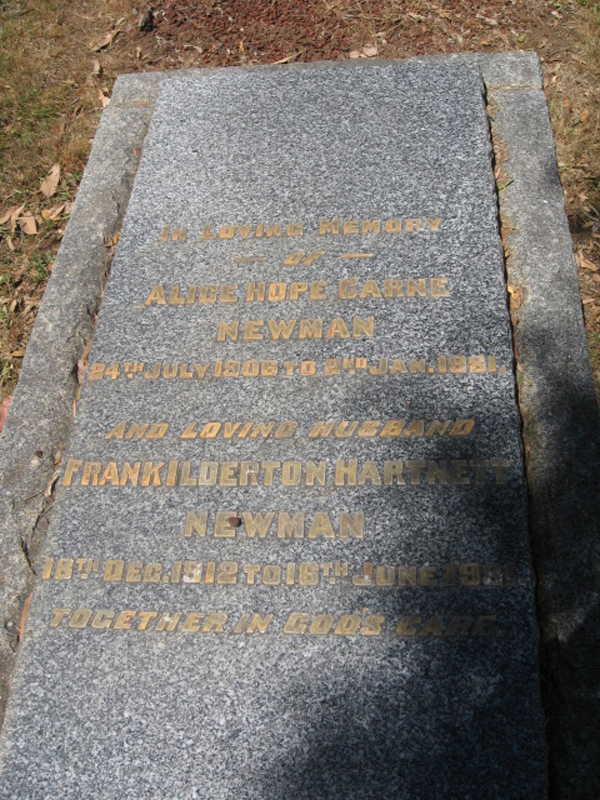 IN LOVING MEMORY
— OF —
ALICE HOPE CARNE
NEWMAN
24TH JULY 1906 TO 2ND JAN. 1981.
AND LOVING HUSBAND
FRANK ILDERTON HARTNETT
NEWMAN
DEC. 1912 TO 16TH JUNE
TOGETHER IN GOD'S CARE.